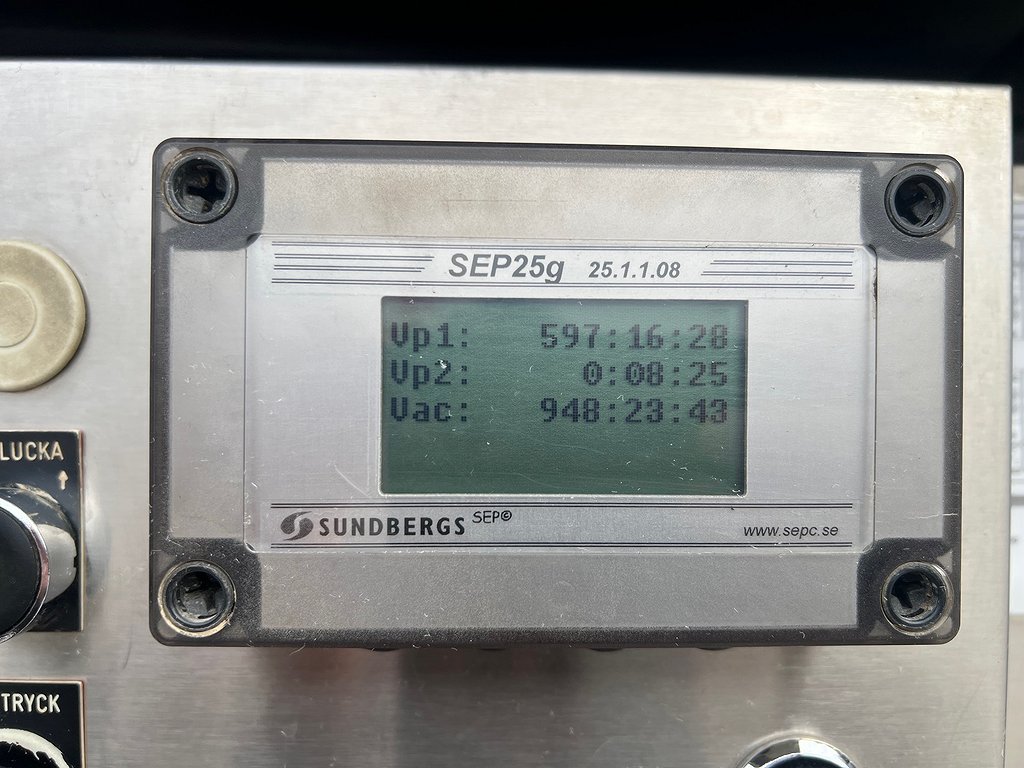 SEP25g 25.1.1.08
Vp1: 597:16:28
Vp2: 0:08:25
Vac: 948:23:43
LUCKA
↑
SUNDBERGS SEP©
www.sepc.se
TRYCK